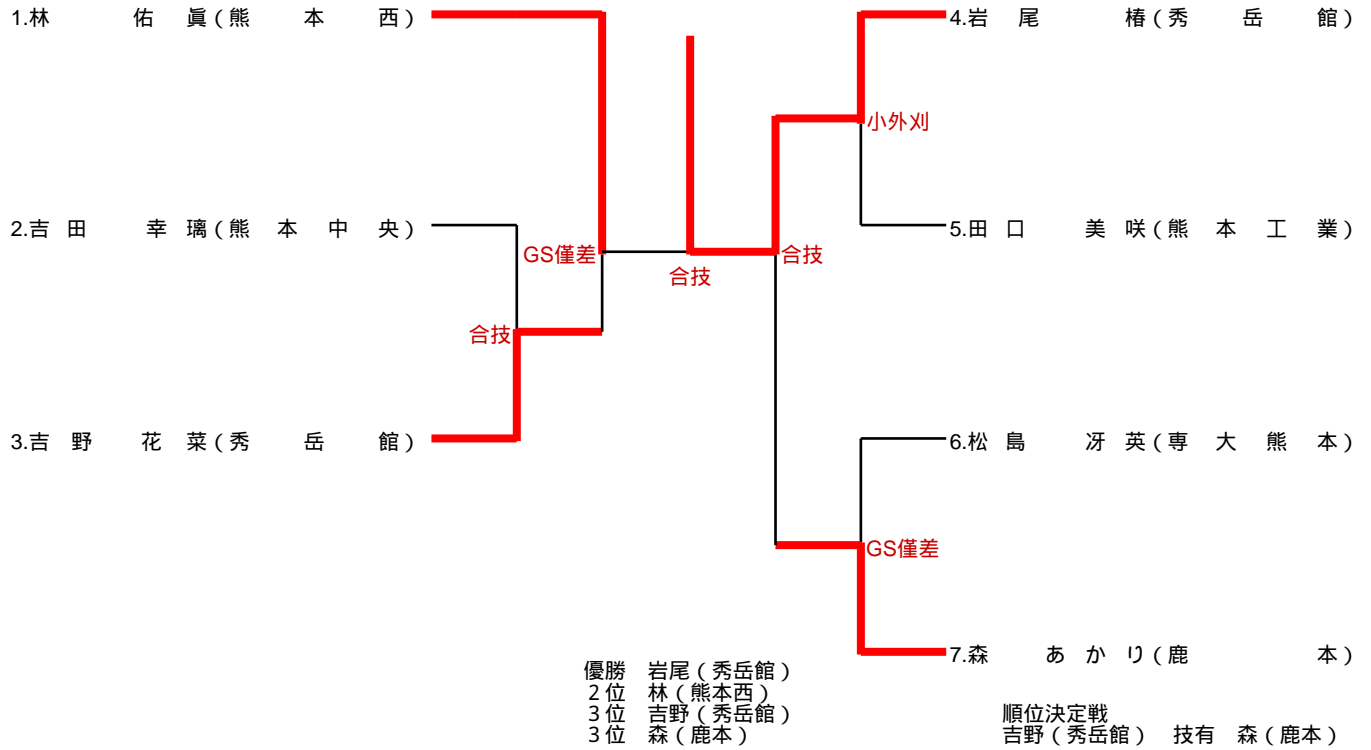 1.林 佑眞(熊本西)
4.岩尾 椿(秀岳館)
小外刈
2.吉田 幸璃(熊本中央)
5.田口 美咲(熊本工業)
GS僅差
合技
合技
合技
3.吉野 花菜(秀岳館)
6.松島 冴英(専大熊本)
GS僅差
7.森 あかり(鹿本)
優勝 岩尾(秀岳館)
2位 林(熊本西)
3位 吉野(秀岳館)
3位 森(鹿本)
順位決定戦
吉野(秀岳館) 技有 森(鹿本)